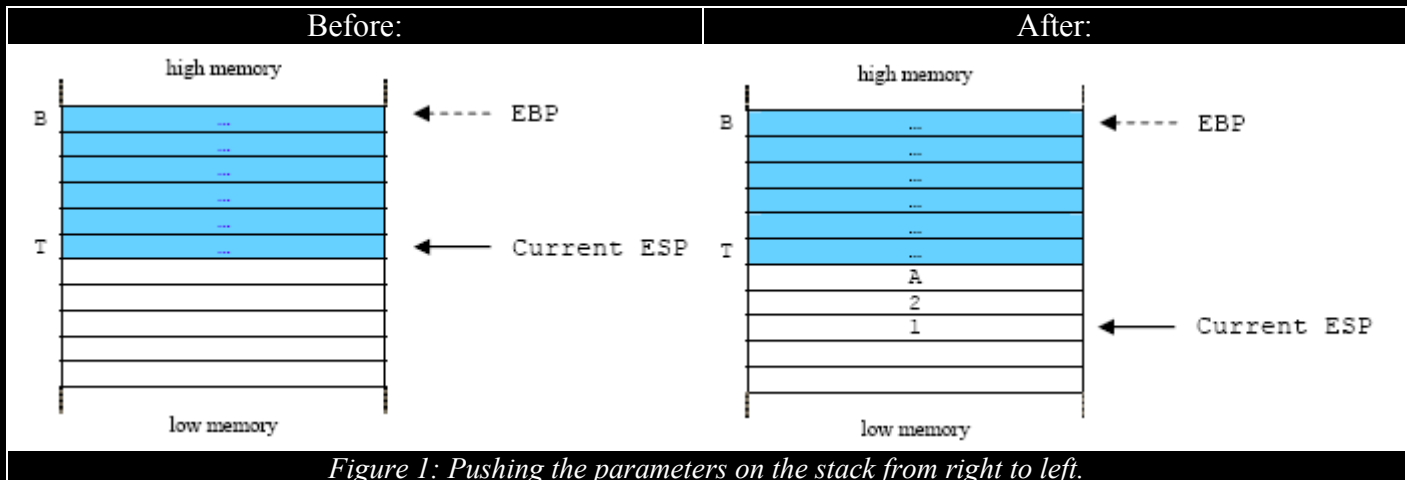 Before:
After:
high memory
B ... EBP
...
...
...
...
T ... Current ESP
low memory
high memory
B ... EBP
...
...
...
...
T ...
A
2
1 Current ESP
low memory
Figure 1: Pushing the parameters on the stack from right to left.